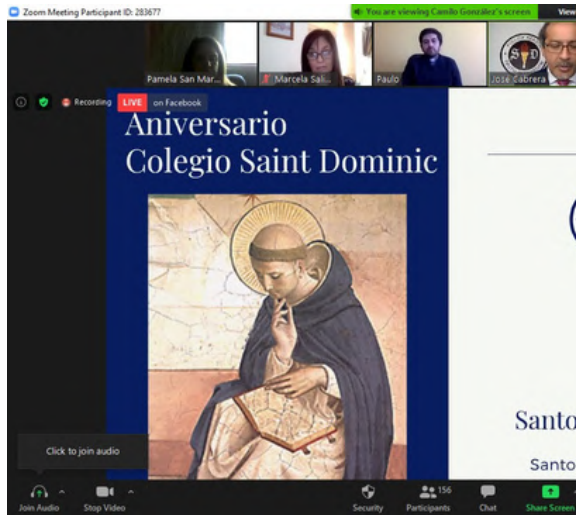 Zoom Meeting Participant ID: 283677
You are viewing Camilo González's screen
View
Pamela San Mar...
Marcela Sali...
Paulo
José Cabrera
S D
Recording
LIVE
on Facebook
Aniversario
Colegio Saint Dominic
Santo
Santo
Click to join audio
Join Audio
Stop Video
Security
156
Participants
Chat
Share Screen